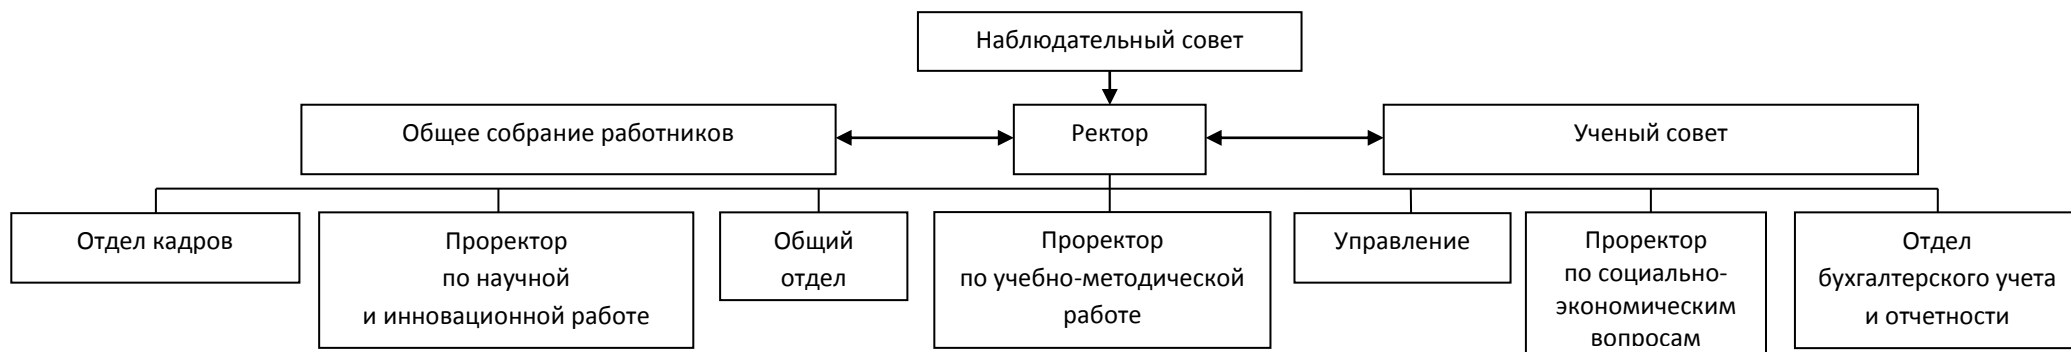 Наблюдательный совет
Общее собрание работников
Ректор
Ученый совет
Отдел кадров
Проректор
по научной
и инновационной работе
Общий
отдел
Проректор
по учебно-методической
работе
Управление
Проректор
по социально-
экономическим
вопросам
Отдел
бухгалтерского учета
и отчетности